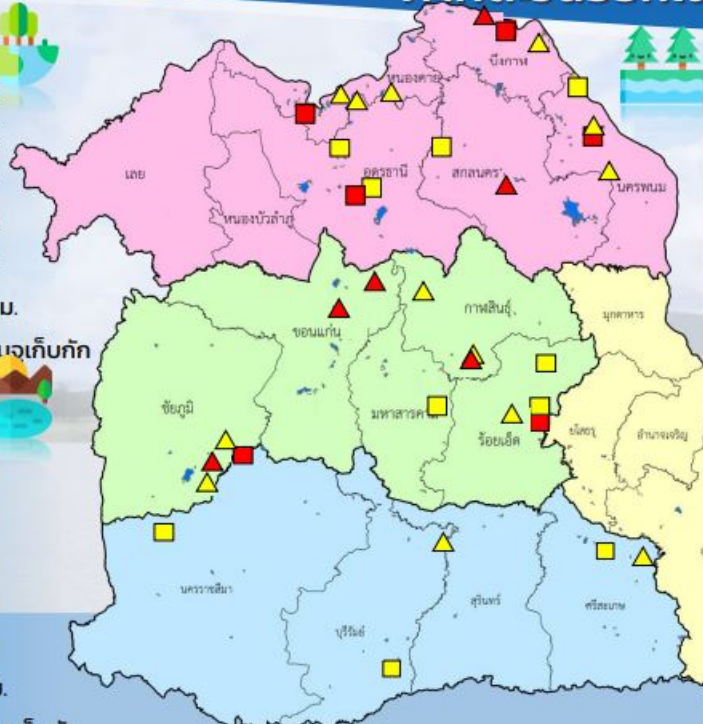 บึงกาฬ
หนองคาย
เลย
อุดรธานี
สกลนคร
นครพนม
หนองบัวลำภู
ม.
กาฬสินธุ์
มุกดาหาร
ขอนแก่น
ชัยภูมิ
มหาสารคาม
ร้อยเอ็ด
ยโสธร
อำนาจเจริญ
นครราชสีมา
บุรีรัมย์
สุรินทร์
ศรีสะเกษ